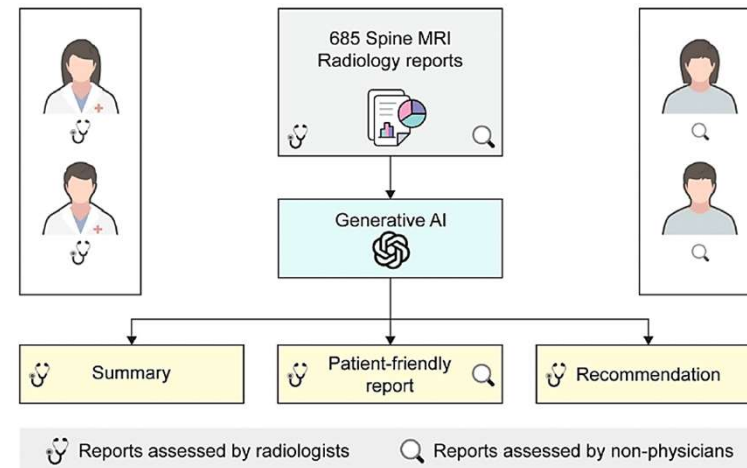 685 Spine MRI
Radiology reports
Generative AI
Summary
Patient-friendly
report
Recommendation
Reports assessed by radiologists
Reports assessed by non-physicians